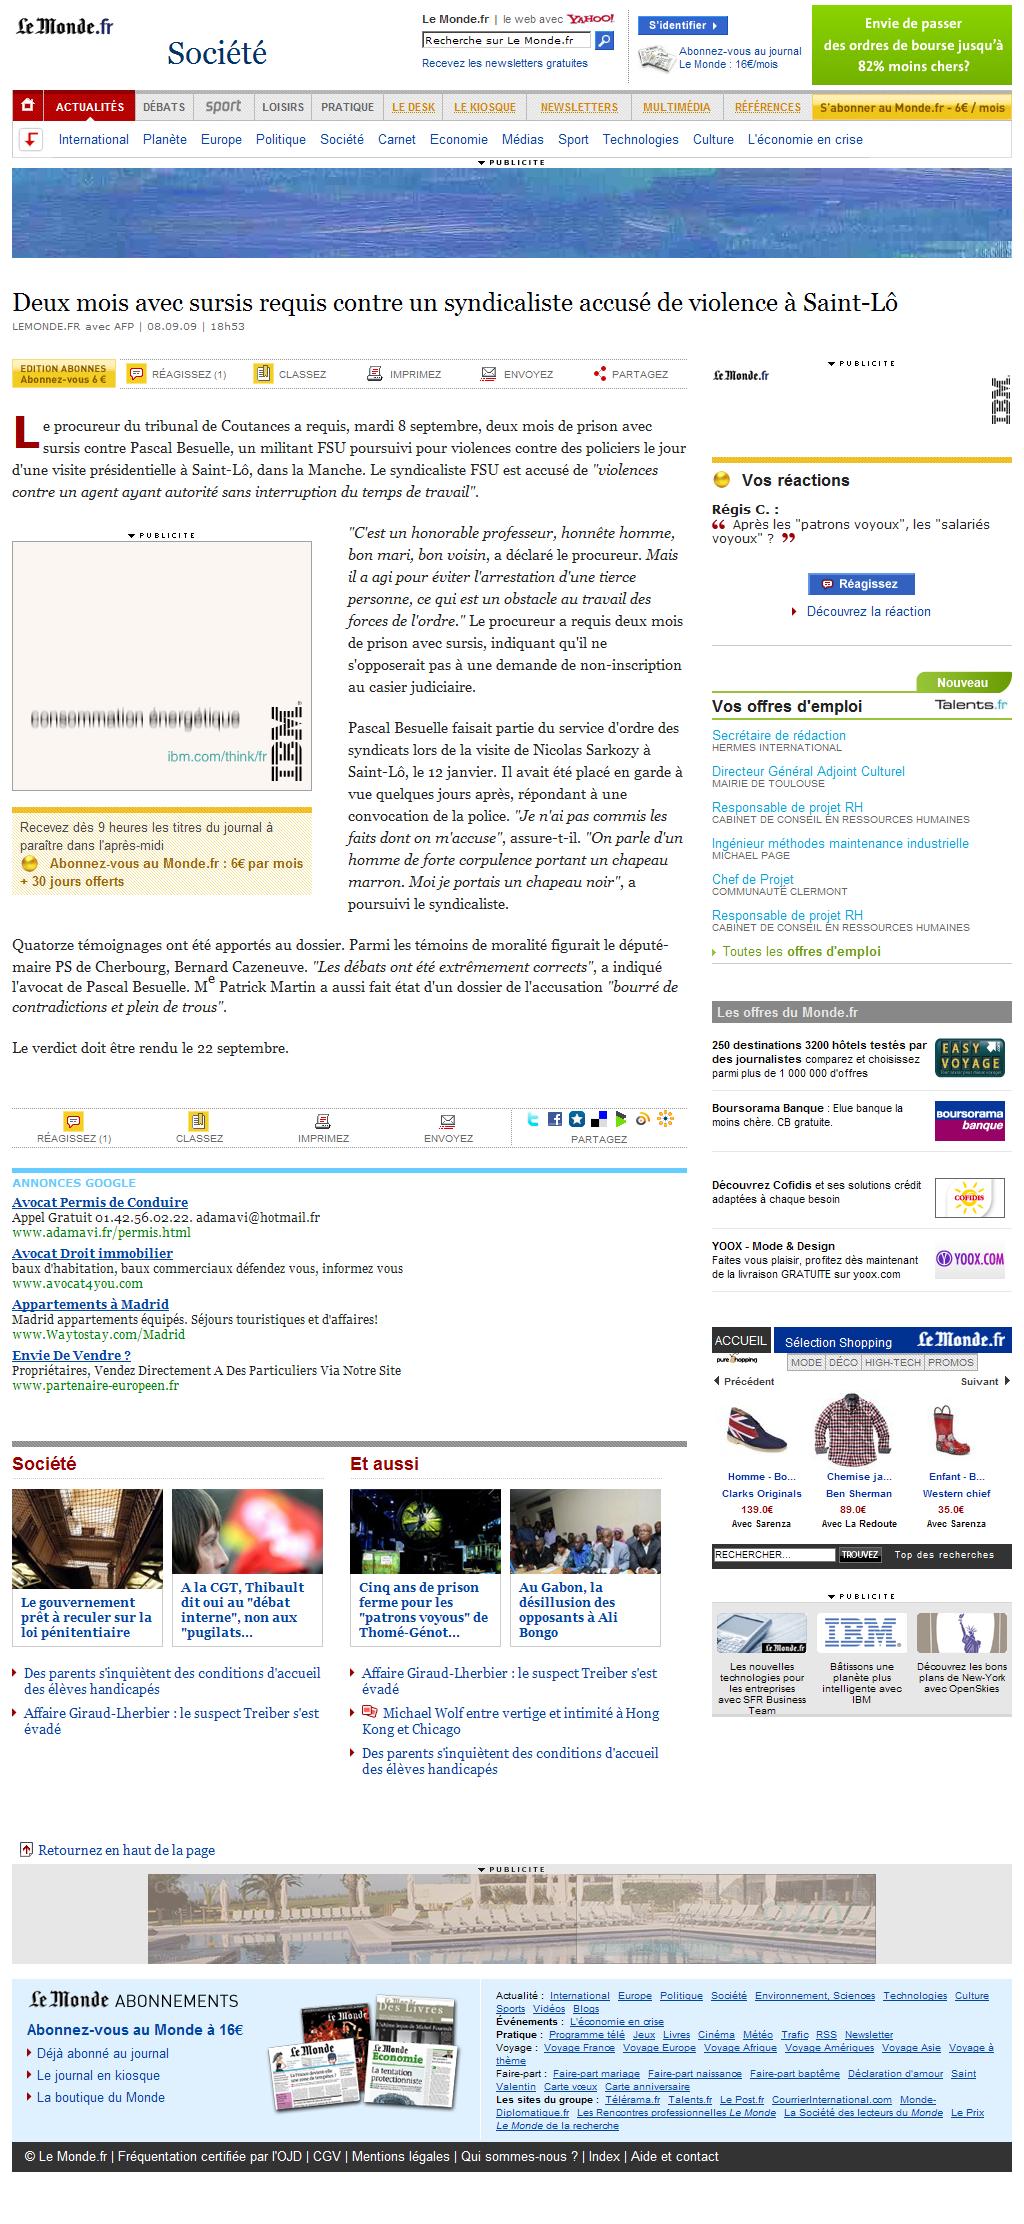 Le Monde.fr
Société
Le Monde.fr | le web avec YAHOO!
Recherche sur Le Monde.fr
Recevez les newsletters gratuites
S'identifier
Abonnez-vous au journal
Le Monde : 16€/mois
Envie de passer
des ordres de bourse jusqu'à
82% moins chers?
ACTUALITÉS DÉBATS sport LOISIRS PRATIQUE LE DESK LE KIOSQUE NEWSLETTERS MULTIMÉDIA RÉFÉRENCES S'abonner au Monde.fr - 6€ / mois
International Planète Europe Politique Société Carnet Economie Médias Sport Technologies Culture L'économie en crise
PUBLICITE
Deux mois avec sursis requis contre un syndicaliste accusé de violence à Saint-Lô
LEMONDE.FR avec AFP | 08.09.09 | 18h53
EDITION ABONNES
Abonnez-vous 6 €
RÉAGISSEZ (1) CLASSEZ IMPRIMEZ ENVOYEZ PARTAGEZ
Le procureur du tribunal de Coutances a requis, mardi 8 septembre, deux mois de prison avec
sursis contre Pascal Besuelle, un militant FSU poursuivi pour violences contre des policiers le jour
d'une visite présidentielle à Saint-Lô, dans la Manche. Le syndicaliste FSU est accusé de "violences
contre un agent ayant autorité sans interruption du temps de travail".
PUBLICITE
consommation énergétique
ibm.com/think/fr
IBM
Recevez dès 9 heures les titres du journal à
paraître dans l'après-midi
Abonnez-vous au Monde.fr : 6€ par mois
+ 30 jours offerts
"C'est un honorable professeur, honnête homme,
bon mari, bon voisin, a déclaré le procureur. Mais
il a agi pour éviter l'arrestation d'une tierce
personne, ce qui est un obstacle au travail des
forces de l'ordre." Le procureur a requis deux mois
de prison avec sursis, indiquant qu'il ne
s'opposerait pas à une demande de non-inscription
au casier judiciaire.
Pascal Besuelle faisait partie du service d'ordre des
syndicats lors de la visite de Nicolas Sarkozy à
Saint-Lô, le 12 janvier. Il avait été placé en garde à
vue quelques jours après, répondant à une
convocation de la police. "Je n'ai pas commis les
faits dont on m'accuse", assure-t-il. "On parle d'un
homme de forte corpulence portant un chapeau
marron. Moi je portais un chapeau noir", a
poursuivi le syndicaliste.
Quatorze témoignages ont été apportés au dossier. Parmi les témoins de moralité figurait le député-
maire PS de Cherbourg, Bernard Cazeneuve. "Les débats ont été extrêmement corrects", a indiqué
l'avocat de Pascal Besuelle. Me Patrick Martin a aussi fait état d'un dossier de l'accusation "bourré de
contradictions et plein de trous".
Le verdict doit être rendu le 22 septembre.
RÉAGISSEZ (1) CLASSEZ IMPRIMEZ ENVOYEZ PARTAGEZ
ANNONCES GOOGLE
Avocat Permis de Conduire
Appel Gratuit 01.42.56.02.22. adamavi@hotmail.fr
www.adamavi.fr/permis.html
Avocat Droit immobilier
baux d'habitation, baux commerciaux défendez vous, informez vous
www.avocat4you.com
Appartements à Madrid
Madrid appartements équipés. Séjours touristiques et d'affaires!
www.Waytostay.com/Madrid
Envie De Vendre ?
Propriétaires, Vendez Directement A Des Particuliers Via Notre Site
www.partenaire-europeen.fr
Société
Le gouvernement
prêt à reculer sur la
loi pénitentiaire
A la CGT, Thibault
dit oui au "débat
interne", non aux
"pugilats...
Des parents s'inquiètent des conditions d'accueil
des élèves handicapés
Affaire Giraud-Lherbier : le suspect Treiber s'est
évadé
Et aussi
Cinq ans de prison
ferme pour les
"patrons voyous" de
Thomé-Génot...
Au Gabon, la
désillusion des
opposants à Ali
Bongo
Affaire Giraud-Lherbier : le suspect Treiber s'est
évadé
Michael Wolf entre vertige et intimité à Hong
Kong et Chicago
Des parents s'inquiètent des conditions d'accueil
des élèves handicapés
PUBLICITE
Le Monde.fr
IBM
Vos réactions
Régis C. :
Après les "patrons voyoux", les "salariés
voyoux" ?
Réagissez
Découvrez la réaction
Nouveau
Vos offres d'emploi Talents.fr
Secrétaire de rédaction
HERMES INTERNATIONAL
Directeur Général Adjoint Culturel
MAIRIE DE TOULOUSE
Responsable de projet RH
CABINET DE CONSEIL EN RESSOURCES HUMAINES
Ingénieur méthodes maintenance industrielle
MICHAEL PAGE
Chef de Projet
COMMUNAUTÉ CLERMONT
Responsable de projet RH
CABINET DE CONSEIL EN RESSOURCES HUMAINES
Toutes les offres d'emploi
Les offres du Monde.fr
250 destinations 3200 hôtels testés par
des journalistes comparez et choisissez
parmi plus de 1 000 000 d'offres
EASY
VOYAGE
Boursorama Banque : Elue banque la
moins chère. CB gratuite.
BOURSORAMA
banque
Découvrez Cofidis et ses solutions crédit
adaptées à chaque besoin
COFIDIS
YOOX - Mode & Design
Faites vous plaisir, profitez dès maintenant
de la livraison GRATUITE sur yoox.com
YOOX.COM
ACCUEIL Sélection Shopping Le Monde.fr
pure shopping
MODE DÉCO HIGH-TECH PROMOS
Précédent Suivant
Homme - Bo... Chemise ja... Enfant - B...
Clarks Originals Ben Sherman Western chief
139.0€ 89.0€ 35.0€
Avec Sarenza Avec La Redoute Avec Sarenza
RECHERCHER... TROUVEZ Top des recherches
PUBLICITE
Le Monde.fr
IBM
Les nouvelles
technologies pour
les entreprises
avec SFR Business
Team
Bâtissons une
planète plus
intelligente avec
IBM
Découvrez les bons
plans de New-York
avec OpenSkies
Retournez en haut de la page
PUBLICITE
Le Monde ABONNEMENTS
Abonnez-vous au Monde à 16€
Déjà abonné au journal
Le journal en kiosque
La boutique du Monde
Des Livres
Le Monde
Le Monde
Economie
La tentation
protectionniste
Actualité : International Europe Politique Société Environnement, Sciences Technologies Culture
Sports Vidéos Blogs
Événements : L'économie en crise
Pratique : Programme télé Jeux Livres Cinéma Météo Trafic RSS Newsletter
Voyage : Voyage France Voyage Europe Voyage Afrique Voyage Amériques Voyage Asie Voyage à
thème
Faire-part : Faire-part mariage Faire-part naissance Faire-part baptême Déclaration d'amour Saint
Valentin Carte vœux Carte anniversaire
Les sites du groupe : Télérama.fr Talents.fr Le Post.fr CourrierInternational.com Monde-
Diplomatique.fr Les Rencontres professionnelles Le Monde La Société des lecteurs du Monde Le Prix
Le Monde de la recherche
© Le Monde.fr | Fréquentation certifiée par l'OJD | CGV | Mentions légales | Qui sommes-nous ? | Index | Aide et contact